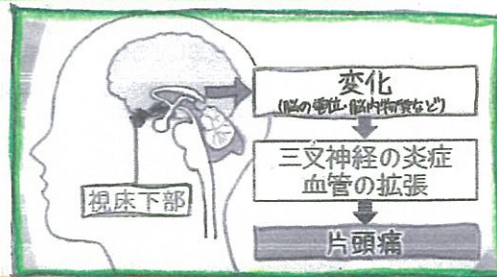 変化
(脳の電位・脳内物質など)
三叉神経の炎症
血管の拡張
視床下部
片頭痛